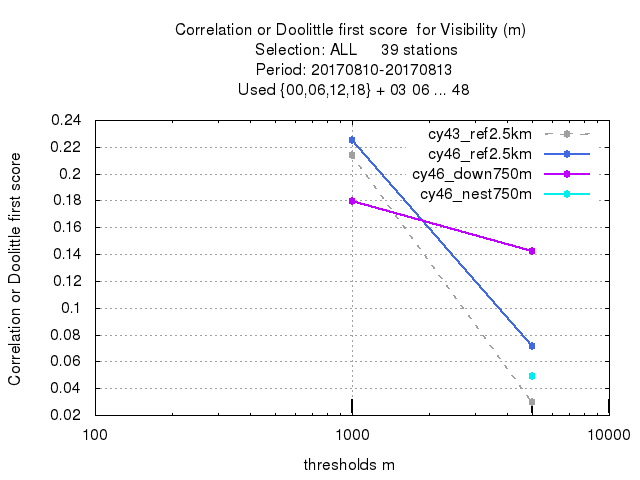 Correlation or Doolittle first score  for Visibility (m)
Selection: ALL     39 stations
Period: 20170810-20170813
Used {00,06,12,18} + 03 06 ... 48
Correlation or Doolittle first score
0.24
0.22
0.2
0.18
0.16
0.14
0.12
0.1
0.08
0.06
0.04
0.02
cy43_ref2.5km
cy46_ref2.5km
cy46_down750m
cy46_nest750m
100
1000
10000
thresholds m